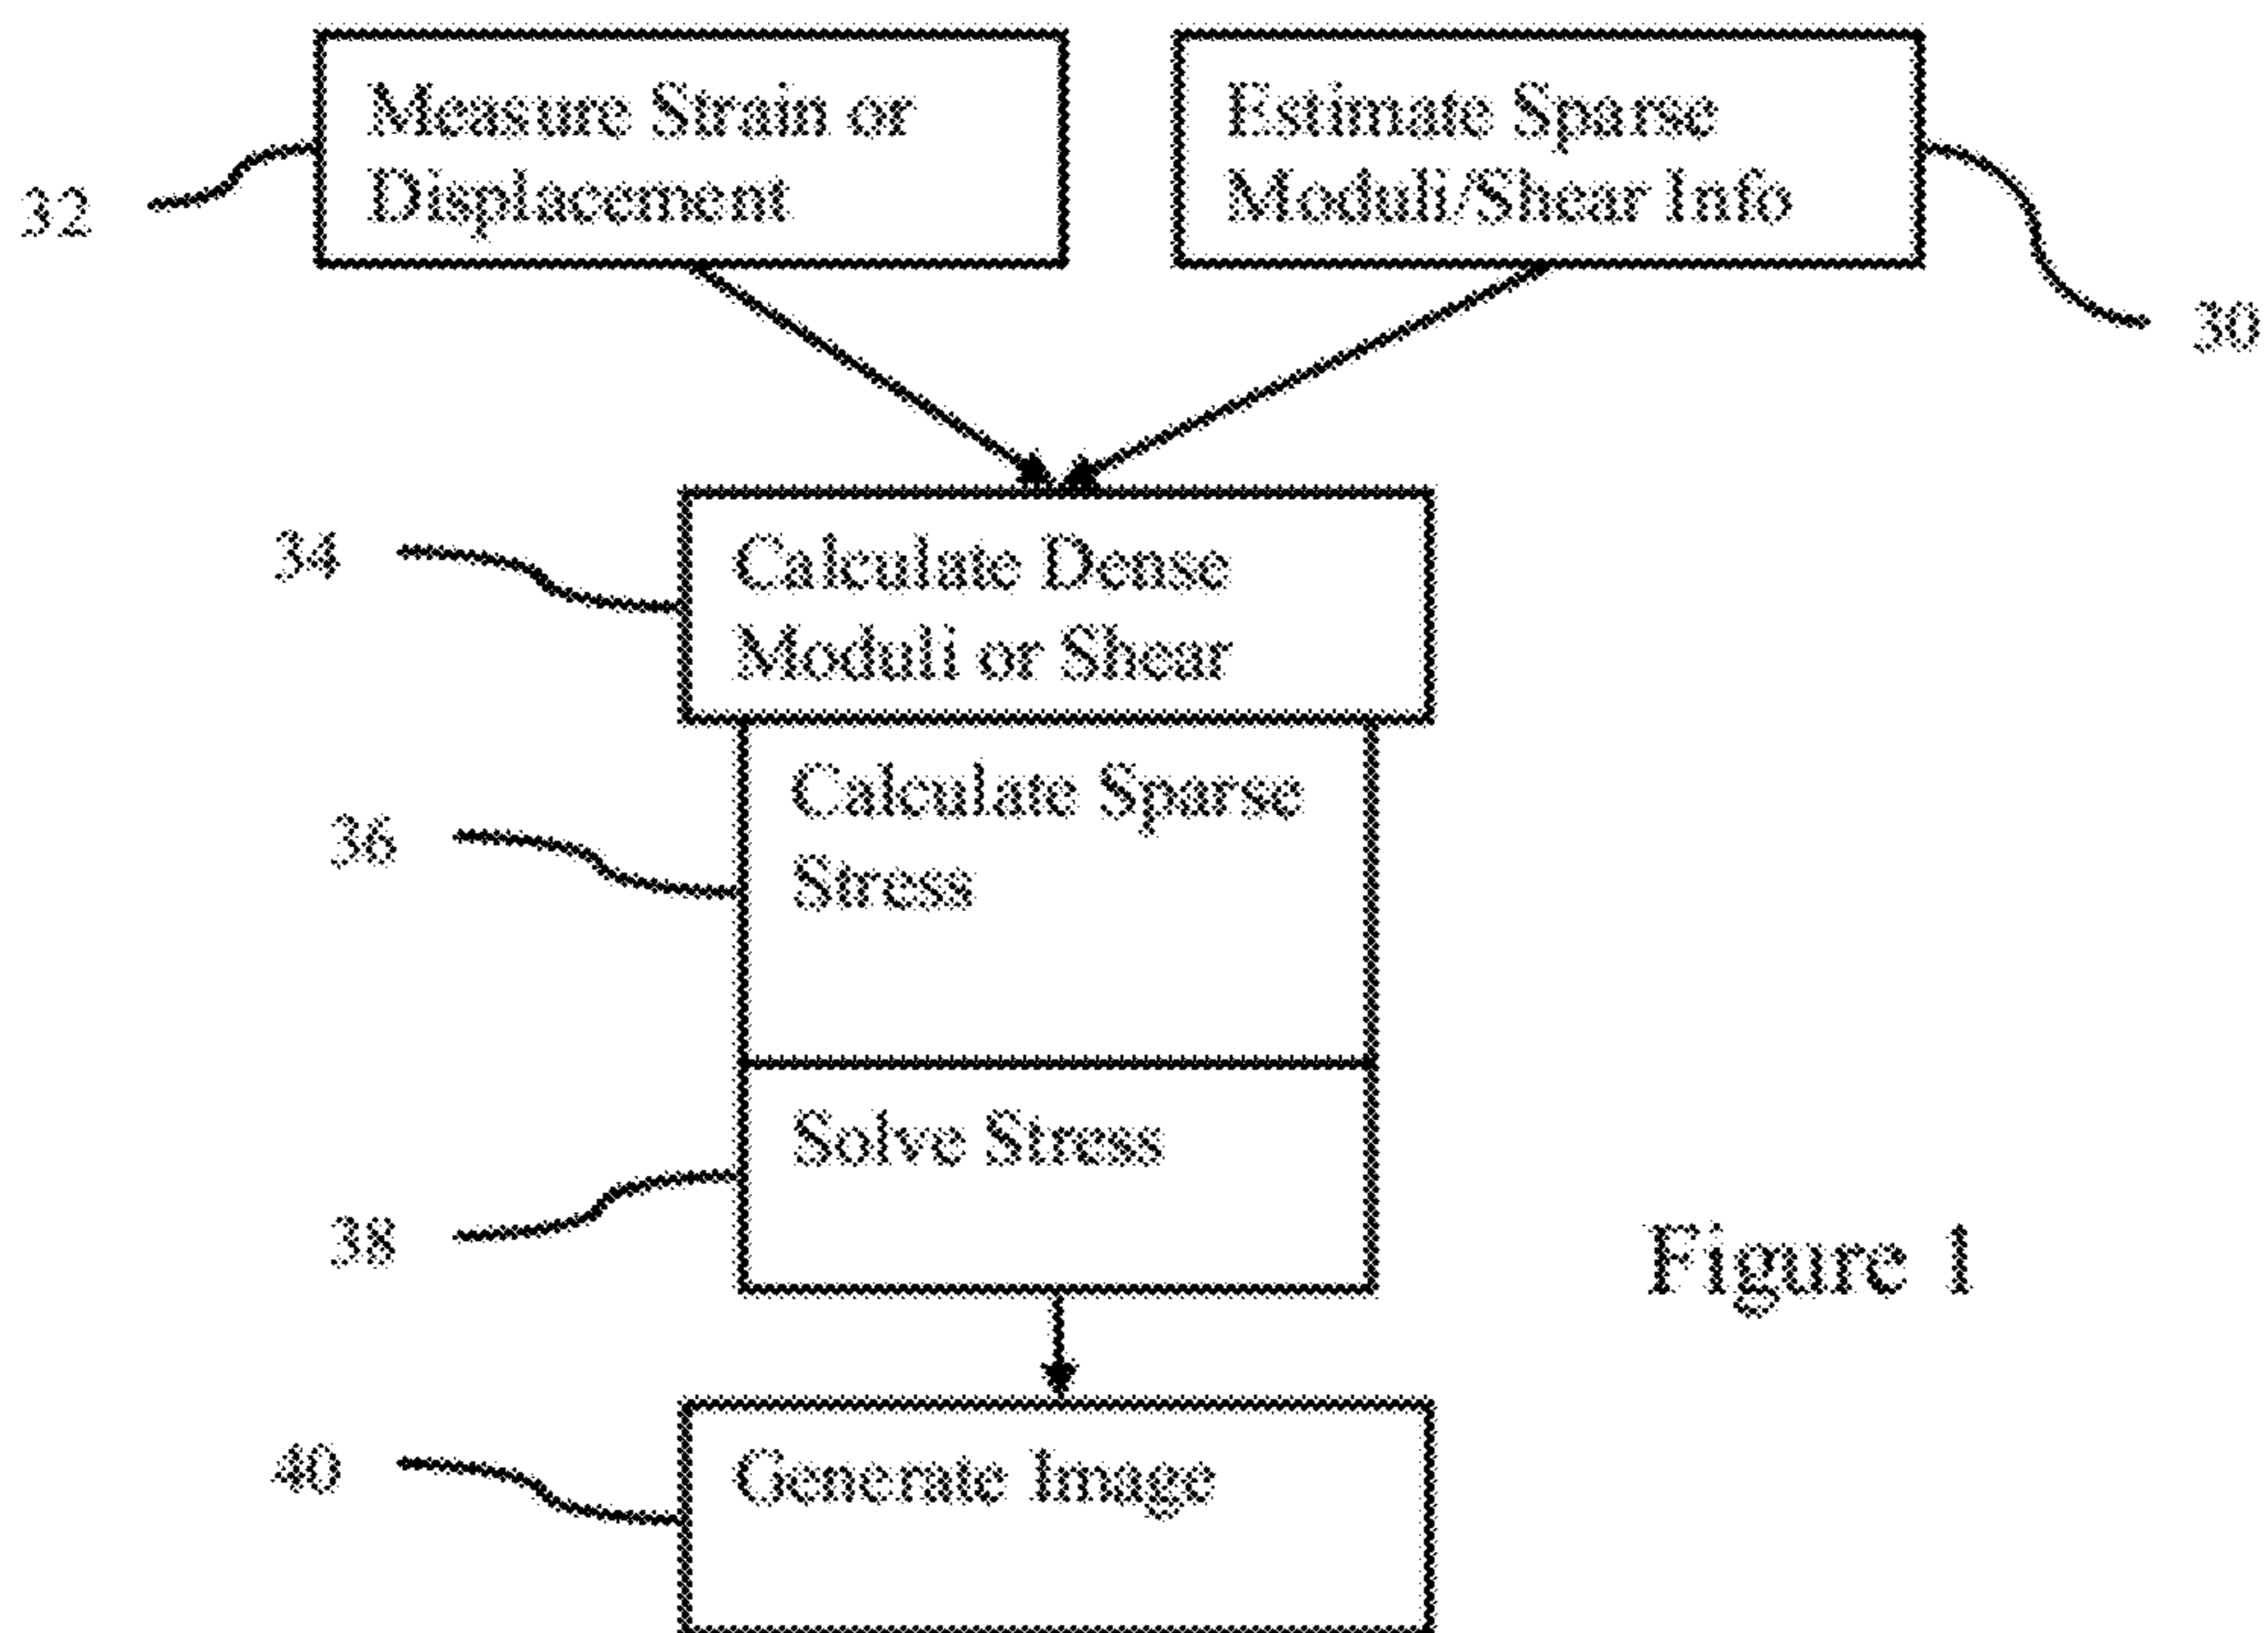 Measure Strain or
Displacement
32
Estimate Sparse
Moduli/Shear Info
30
34
Calculate Dense
Moduli or Shear
36
Calculate Sparse
Stress
38
Solve Stress
Figure 1
40
Generate Image